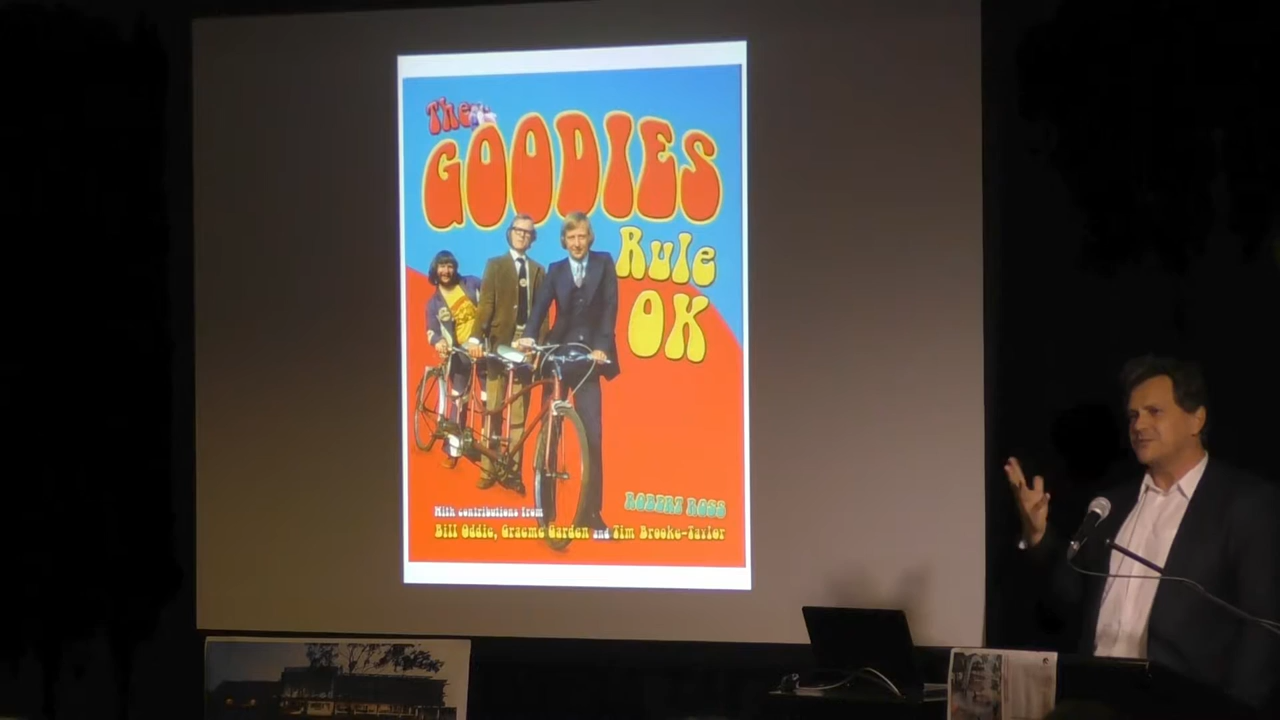 The
GOODIES
Rule
OK
ROBERT ROSS
With contributions from
Bill Oddie, Graeme Garden and Tim Brooke-Taylor